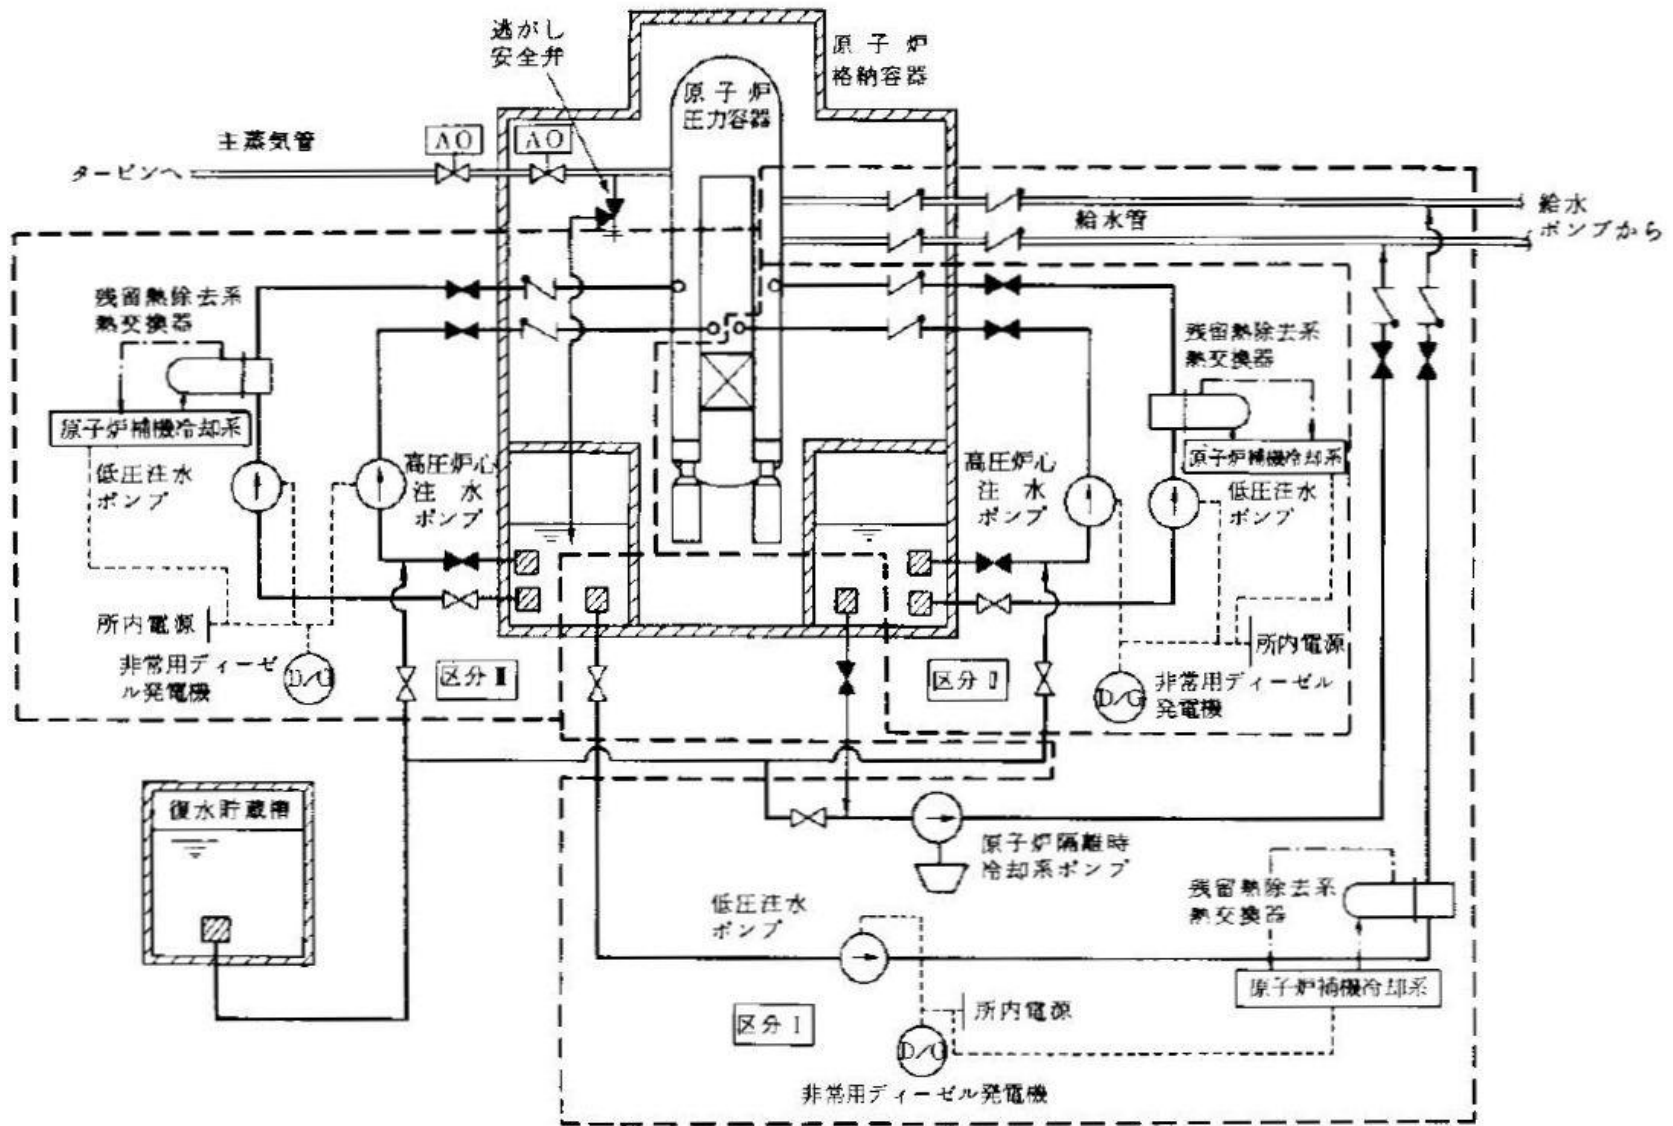 逃がし
安全弁
原子炉
格納容器
原子炉
圧力容器
主蒸気管
AO
AO
タービンへ
給水管
給水
ポンプから
残留熱除去系
熱交換器
原子炉補機冷却系
低圧注水
ポンプ
高圧炉心
注水
ポンプ
高圧炉心
注水
ポンプ
残留熱除去系
熱交換器
原子炉補機冷却系
低圧注水
ポンプ
所内電源
非常用ディーゼ
ル発電機
D/G
区分Ⅲ
区分Ⅱ
D/G
所内電源
非常用ディーゼル
発電機
復水貯蔵槽
原子炉隔離時
冷却系ポンプ
低圧注水
ポンプ
残留熱除去系
熱交換器
原子炉補機冷却系
区分Ⅰ
所内電源
D/G
非常用ディーゼル発電機